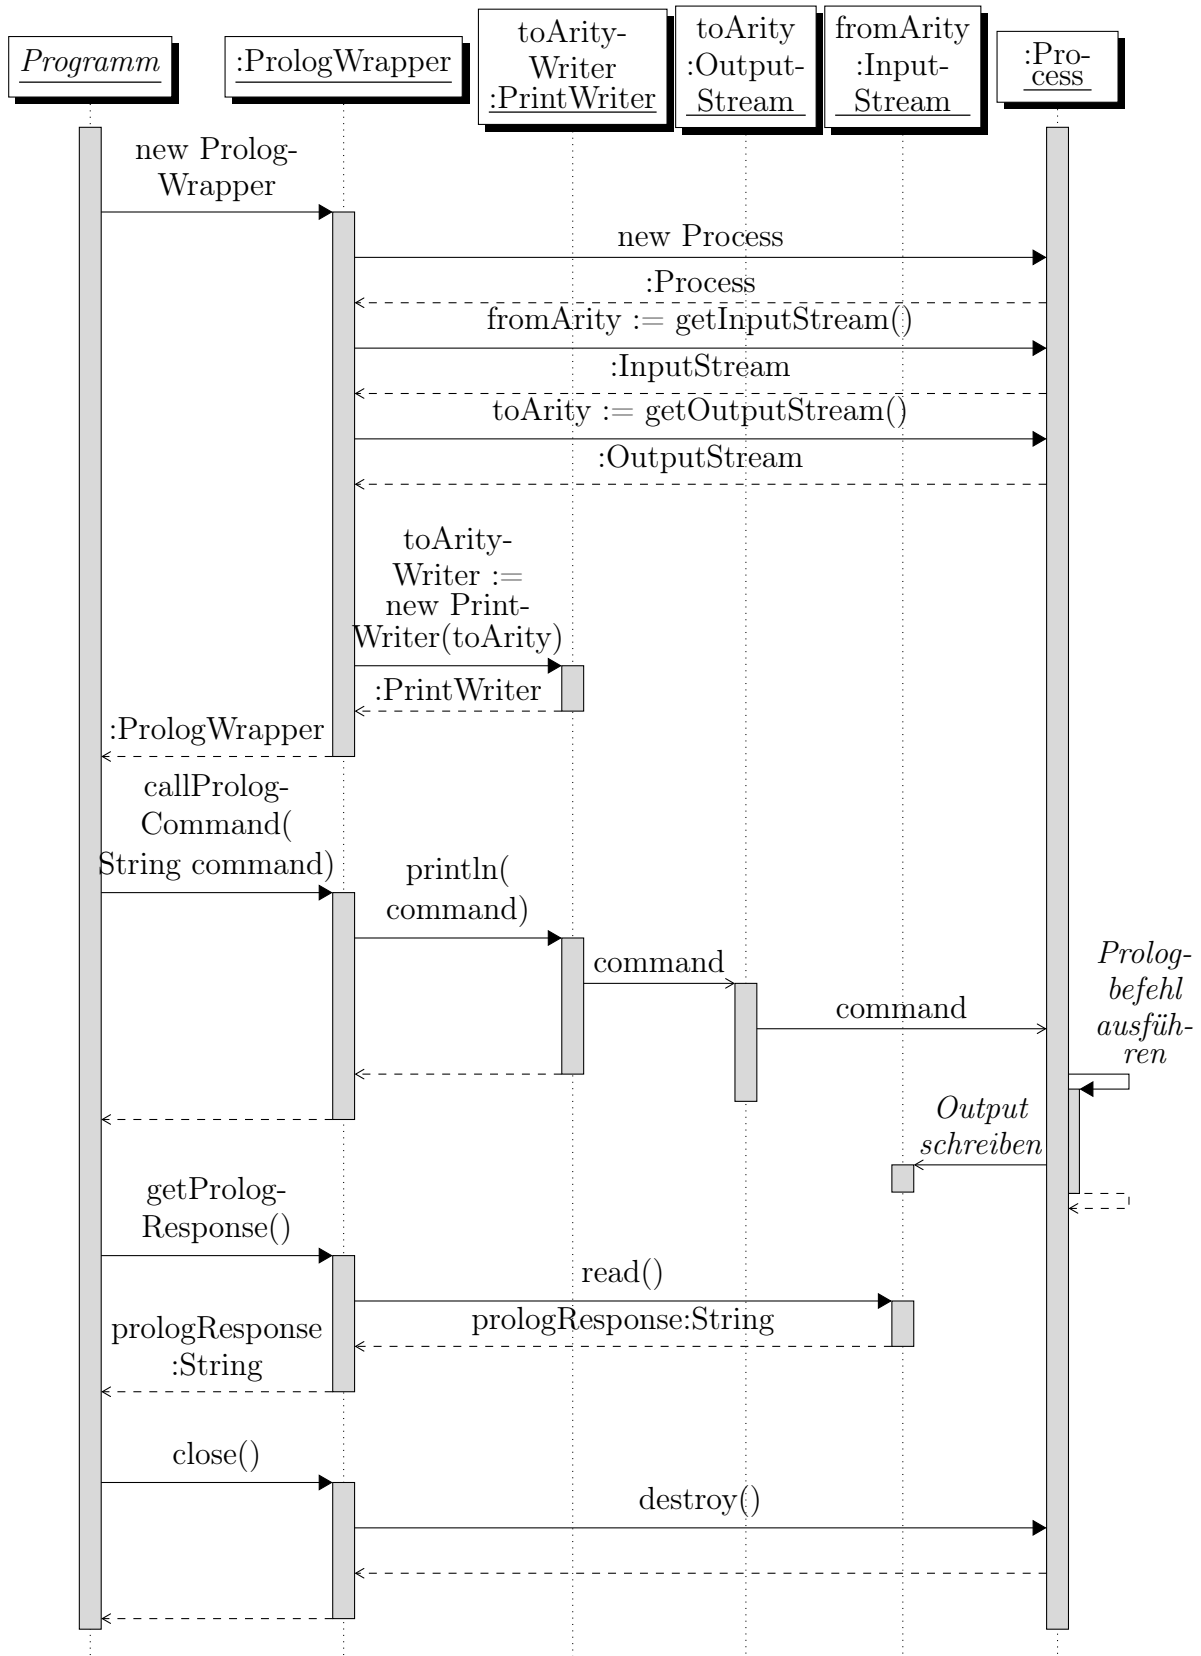 Programm
:PrologWrapper
toArity-
Writer
:PrintWriter
toArity
:Output-
Stream
fromArity
:Input-
Stream
:Pro-
cess
new Prolog-
Wrapper
new Process
:Process
fromArity := getInputStream()
:InputStream
toArity := getOutputStream()
:OutputStream
toArity-
Writer :=
new Print-
Writer(toArity)
:PrintWriter
:PrologWrapper
callProlog-
Command(
String command)
println(
command)
command
command
Prolog-
befehl
ausfüh-
ren
Output
schreiben
getProlog-
Response()
read()
prologResponse:String
prologResponse
:String
close()
destroy()